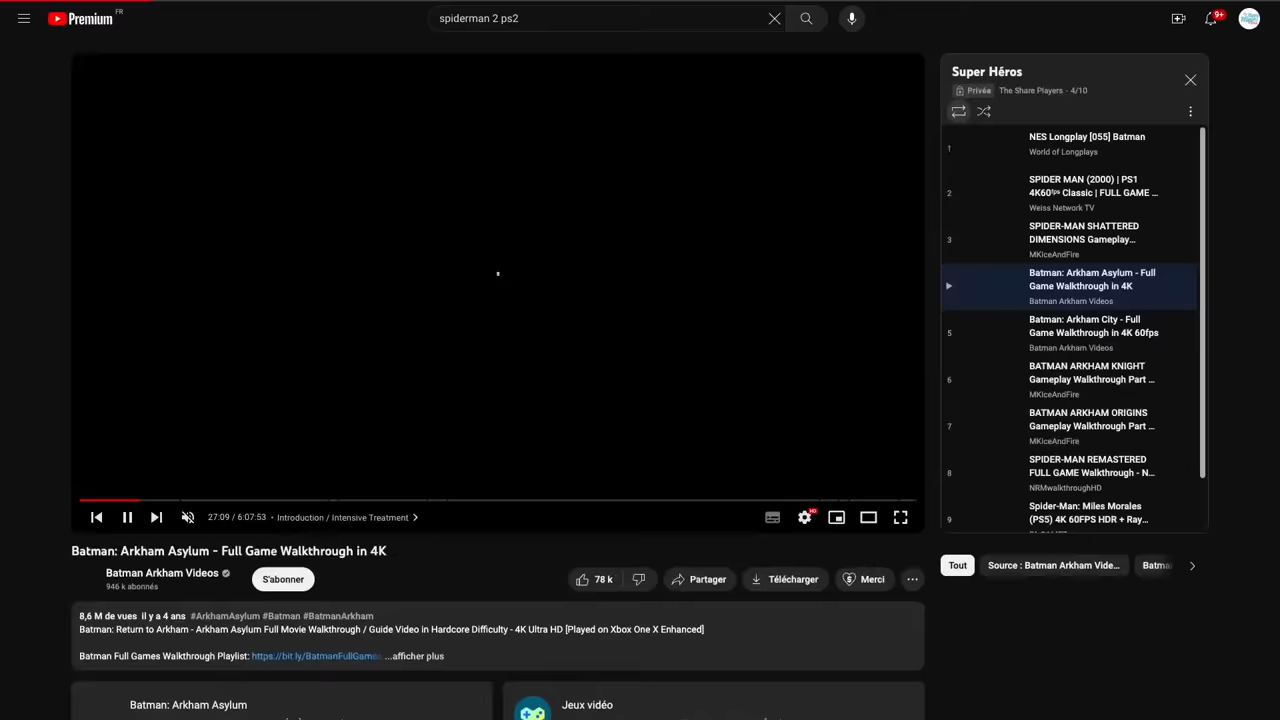 FR
Premium
spiderman 2 ps2
9+
Super Héros
Privée The Share Players - 4/10
1
NES Longplay [055] Batman
World of Longplays
2
SPIDER MAN (2000) | PS1
4K60ᶠᵖˢ Classic | FULL GAME ...
Weiss Network TV
3
SPIDER-MAN SHATTERED
DIMENSIONS Gameplay...
MKIceAndFire
Batman: Arkham Asylum - Full
Game Walkthrough in 4K
Batman Arkham Videos
5
Batman: Arkham City - Full
Game Walkthrough in 4K 60fps
Batman Arkham Videos
6
BATMAN ARKHAM KNIGHT
Gameplay Walkthrough Part ...
MKIceAndFire
7
BATMAN ARKHAM ORIGINS
Gameplay Walkthrough Part ...
MKIceAndFire
8
SPIDER-MAN REMASTERED
FULL GAME Walkthrough - N...
NRMwalkthroughHD
9
Spider-Man: Miles Morales
(PS5) 4K 60FPS HDR + Ray...
27:09 / 6:07:53 • Introduction / Intensive Treatment
HD
Batman: Arkham Asylum - Full Game Walkthrough in 4K
Batman Arkham Videos
946 k abonnés
S'abonner
78 k
Partager
Télécharger
Merci
Tout
Source : Batman Arkham Vide...
Batma
8,6 M de vues il y a 4 ans #ArkhamAsylum #Batman #BatmanArkham
Batman: Return to Arkham - Arkham Asylum Full Movie Walkthrough / Guide Video in Hardcore Difficulty - 4K Ultra HD [Played on Xbox One X Enhanced]
Batman Full Games Walkthrough Playlist: https://bit.ly/BatmanFullGame ...afficher plus
Batman: Arkham Asylum
Jeux vidéo